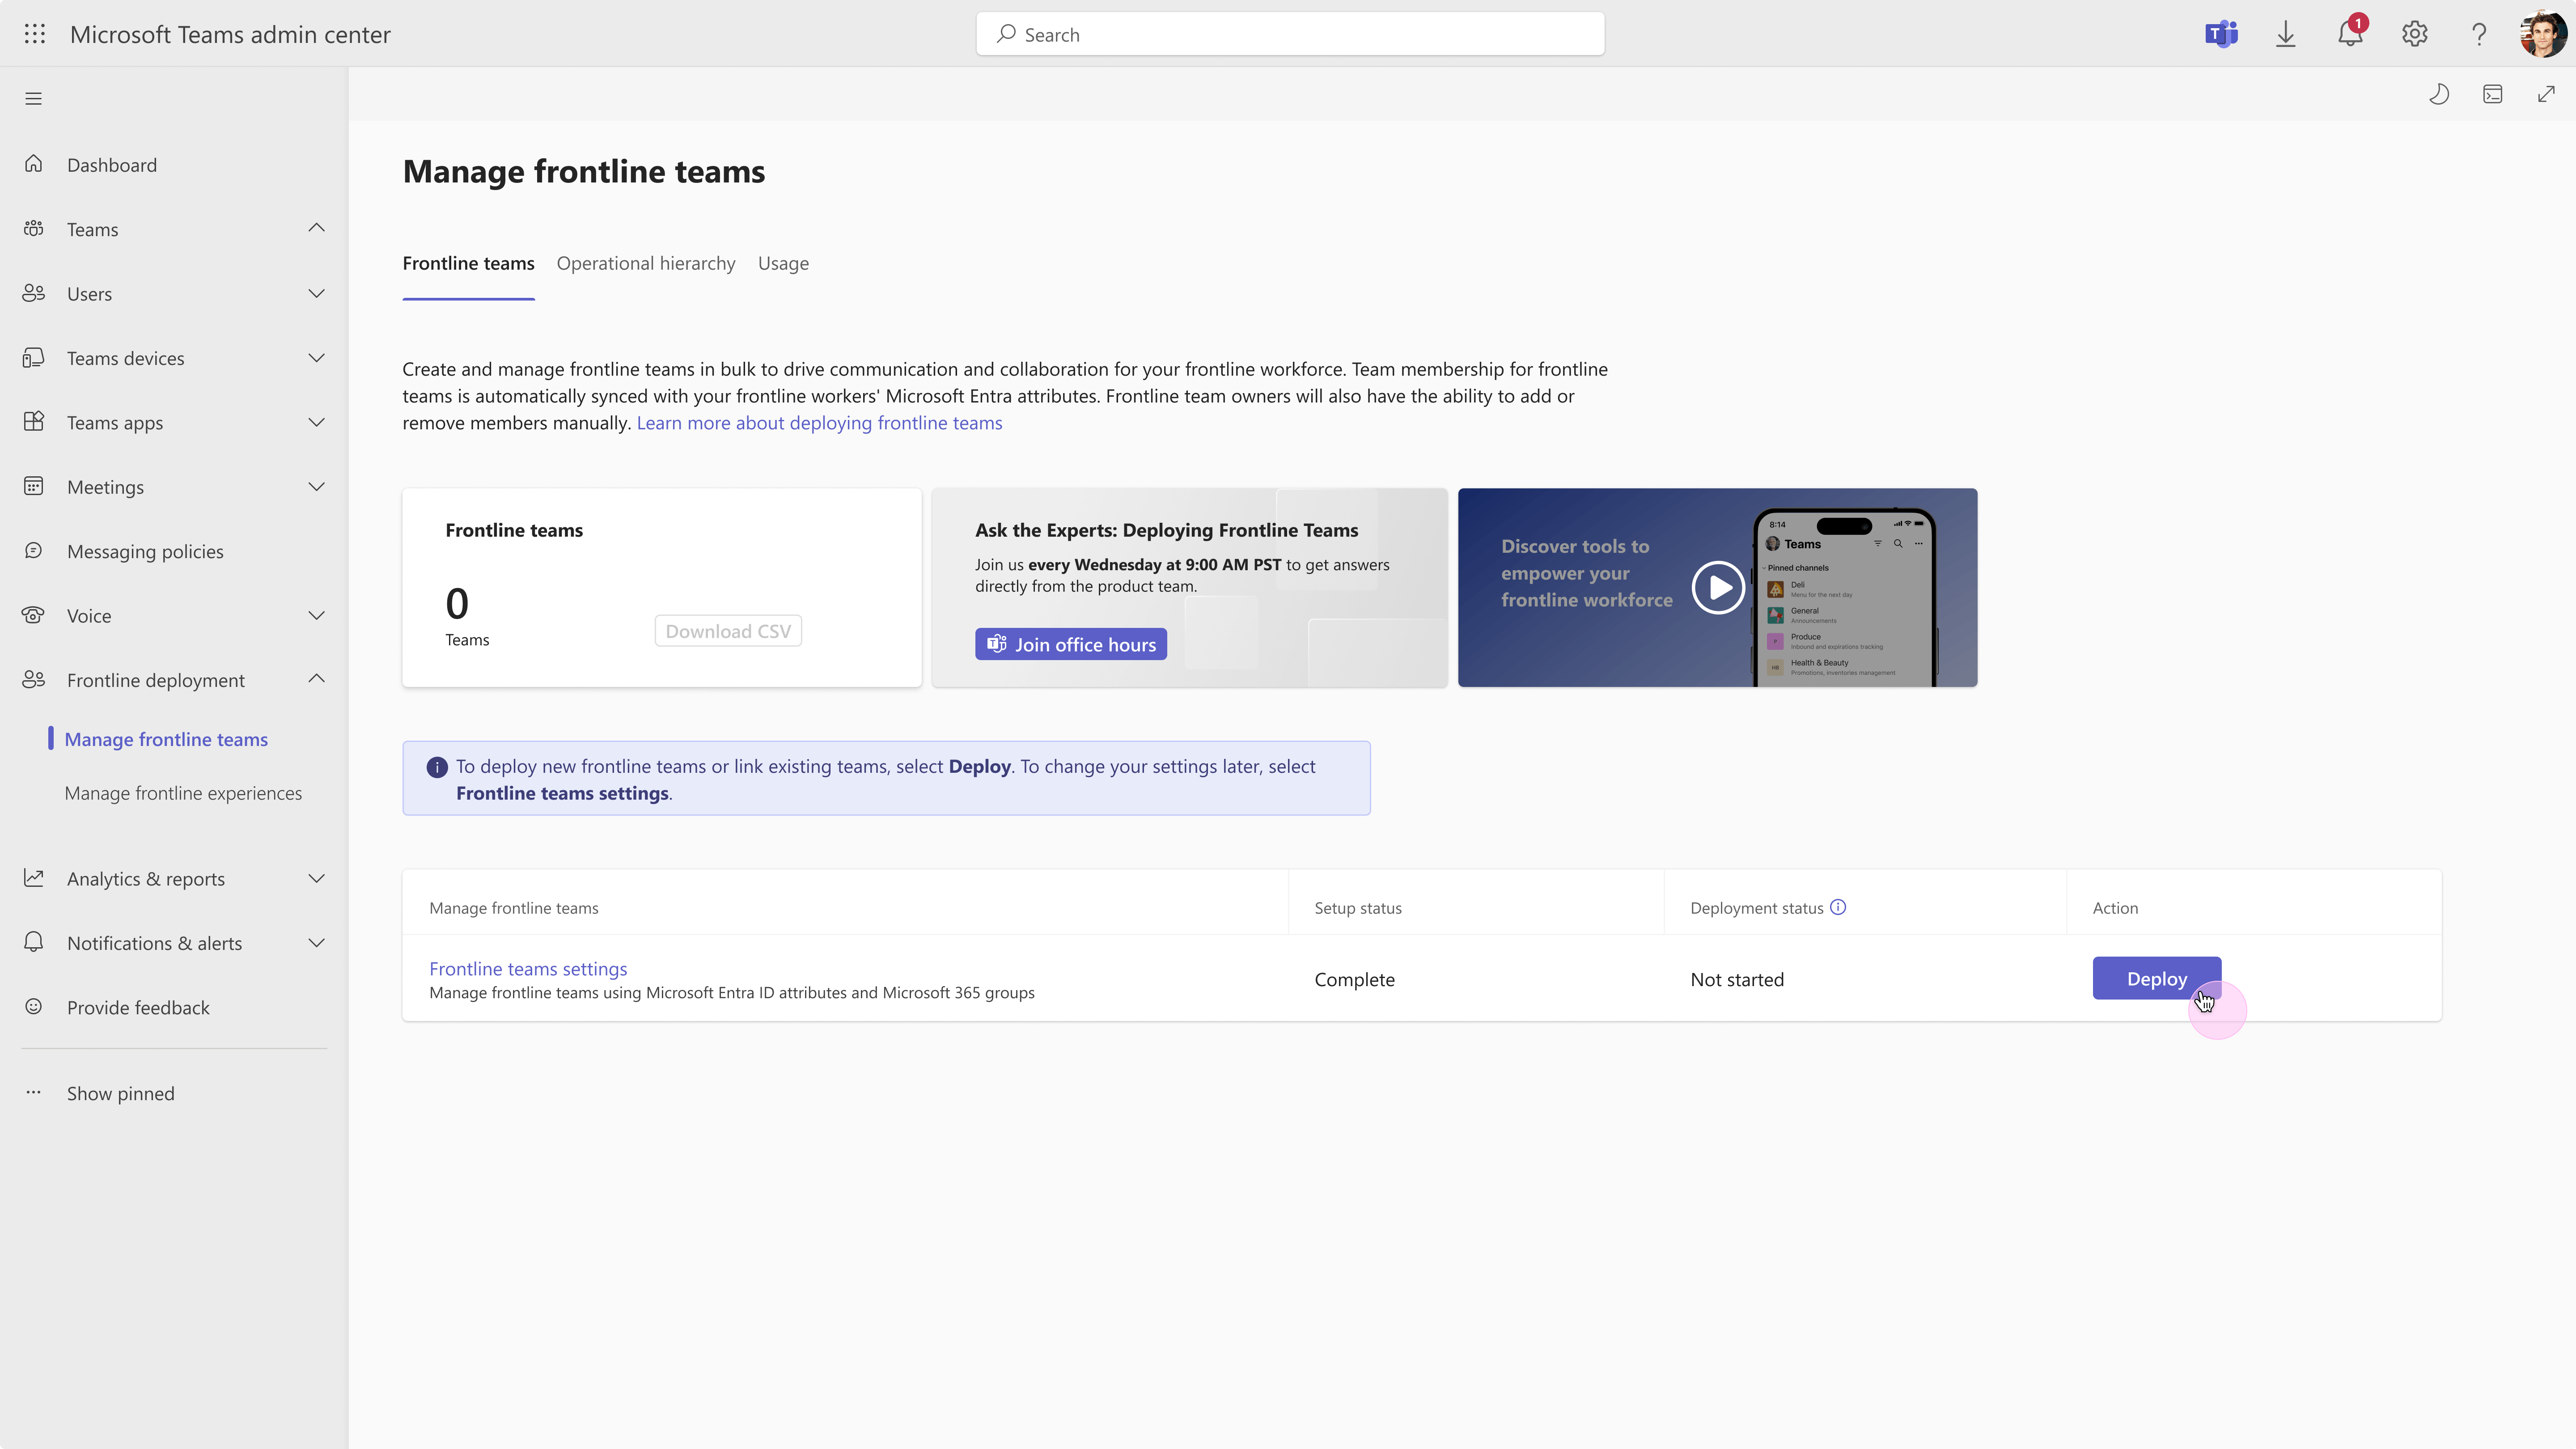 Microsoft Teams admin center
Search
1
Dashboard
Teams
Users
Teams devices
Teams apps
Meetings
Messaging policies
Voice
Frontline deployment
Manage frontline teams
Manage frontline experiences
Analytics & reports
Notifications & alerts
Provide feedback
Show pinned
Manage frontline teams
Frontline teams Operational hierarchy Usage
Create and manage frontline teams in bulk to drive communication and collaboration for your frontline workforce. Team membership for frontline
teams is automatically synced with your frontline workers' Microsoft Entra attributes. Frontline team owners will also have the ability to add or
remove members manually. Learn more about deploying frontline teams
Frontline teams
0
Teams
Download CSV
Ask the Experts: Deploying Frontline Teams
Join us every Wednesday at 9:00 AM PST to get answers
directly from the product team.
Join office hours
Discover tools to
empower your
frontline workforce
8:14
Teams
Pinned channels
Deli
Menu for the next day
General
Announcements
P
Produce
Inbound and expirations tracking
HB
Health & Beauty
Promotions, inventories management
To deploy new frontline teams or link existing teams, select Deploy. To change your settings later, select
Frontline teams settings.
Manage frontline teams Setup status Deployment status Action
Frontline teams settings
Manage frontline teams using Microsoft Entra ID attributes and Microsoft 365 groups
Complete
Not started
Deploy